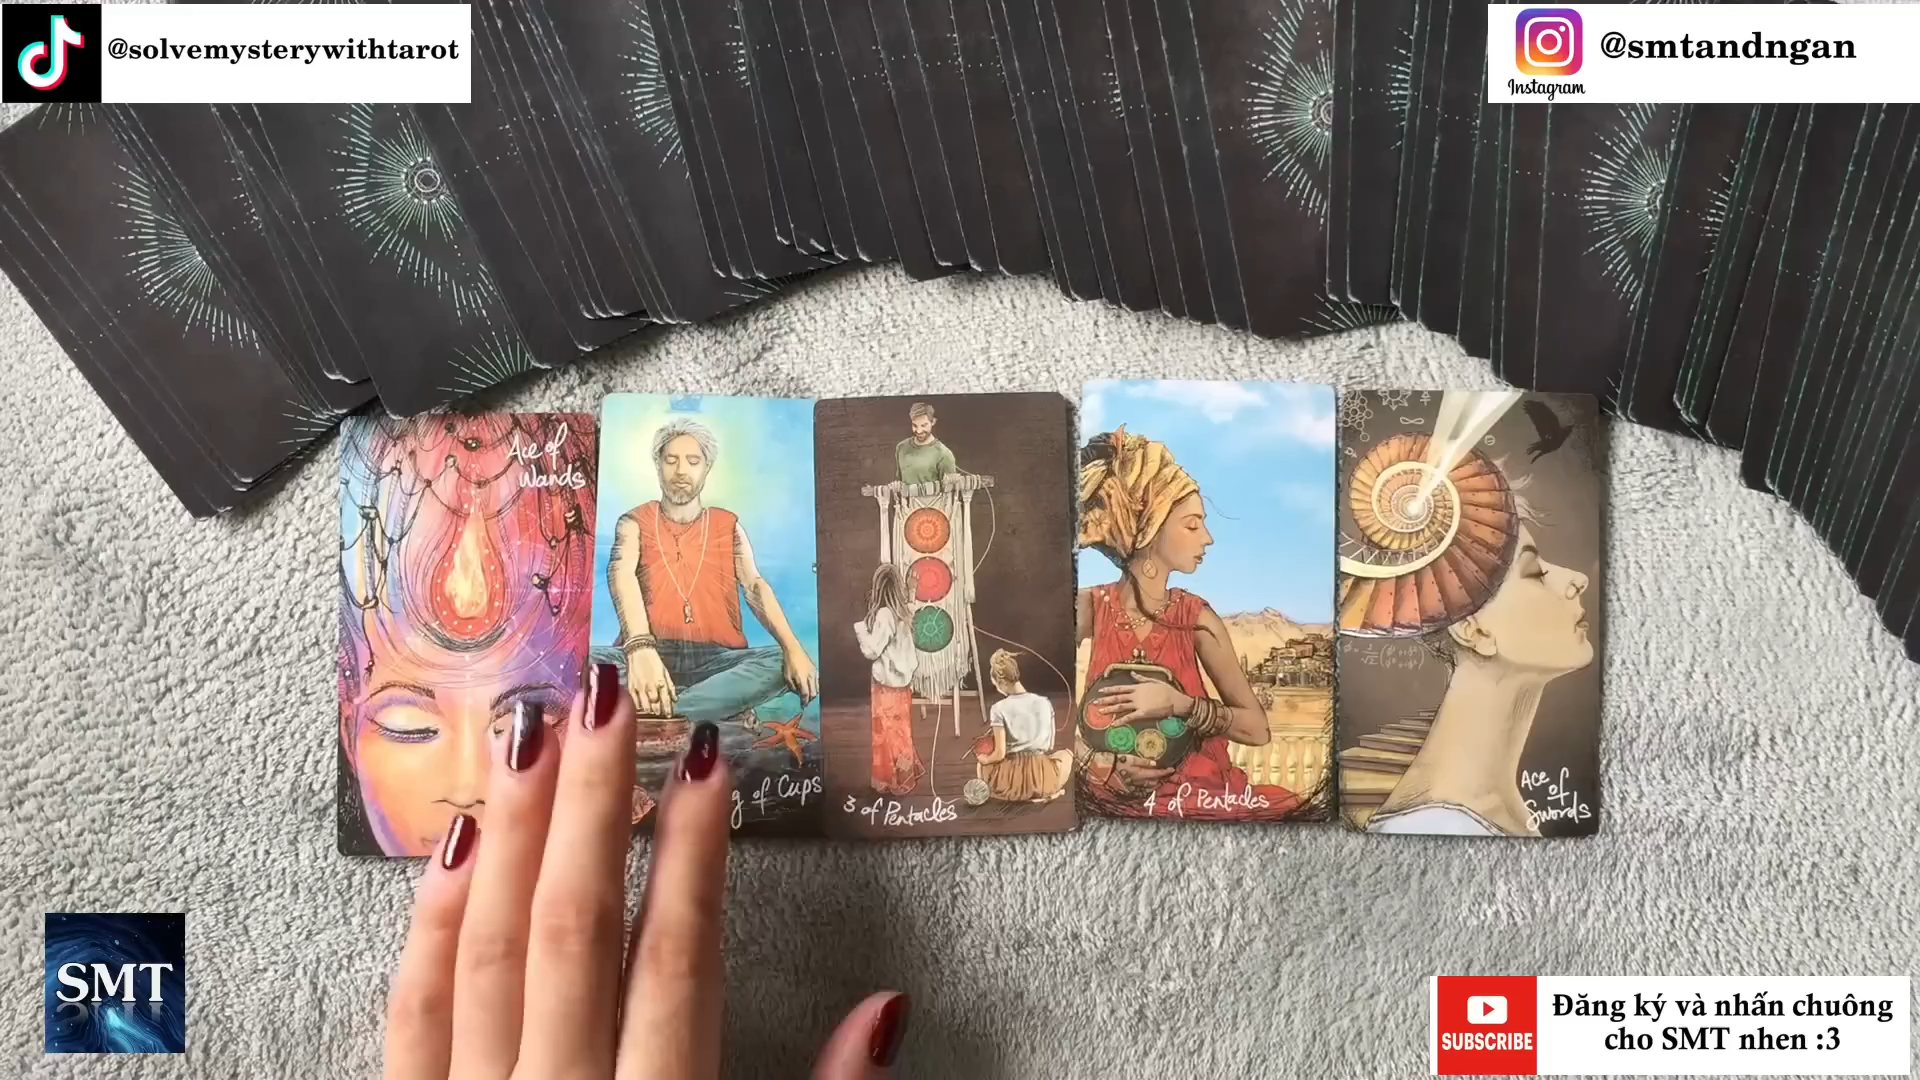 @solvemysterywithtarot
Instagram
@smtandngan
Ace of
Wands
of Cups
3 of Pentacles
4 of Pentacles
Ace
of
Swords
SMT
SUBSCRIBE
Đăng ký và nhấn chuông
cho SMT nhen :3